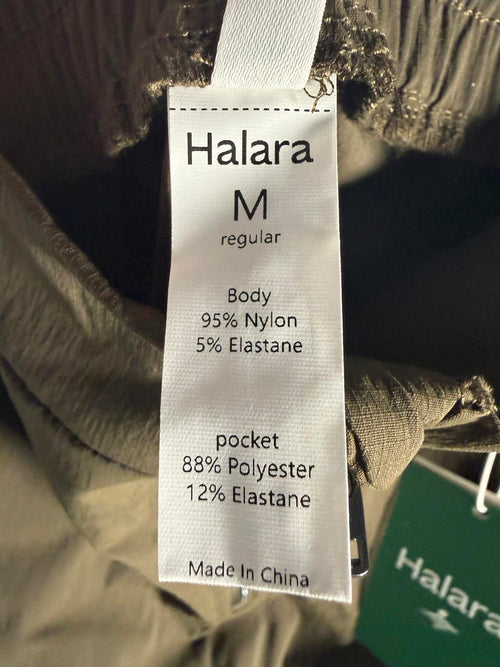 Halara
M
regular
Body
95% Nylon
5% Elastane
pocket
88% Polyester
12% Elastane
Made In China
Halara